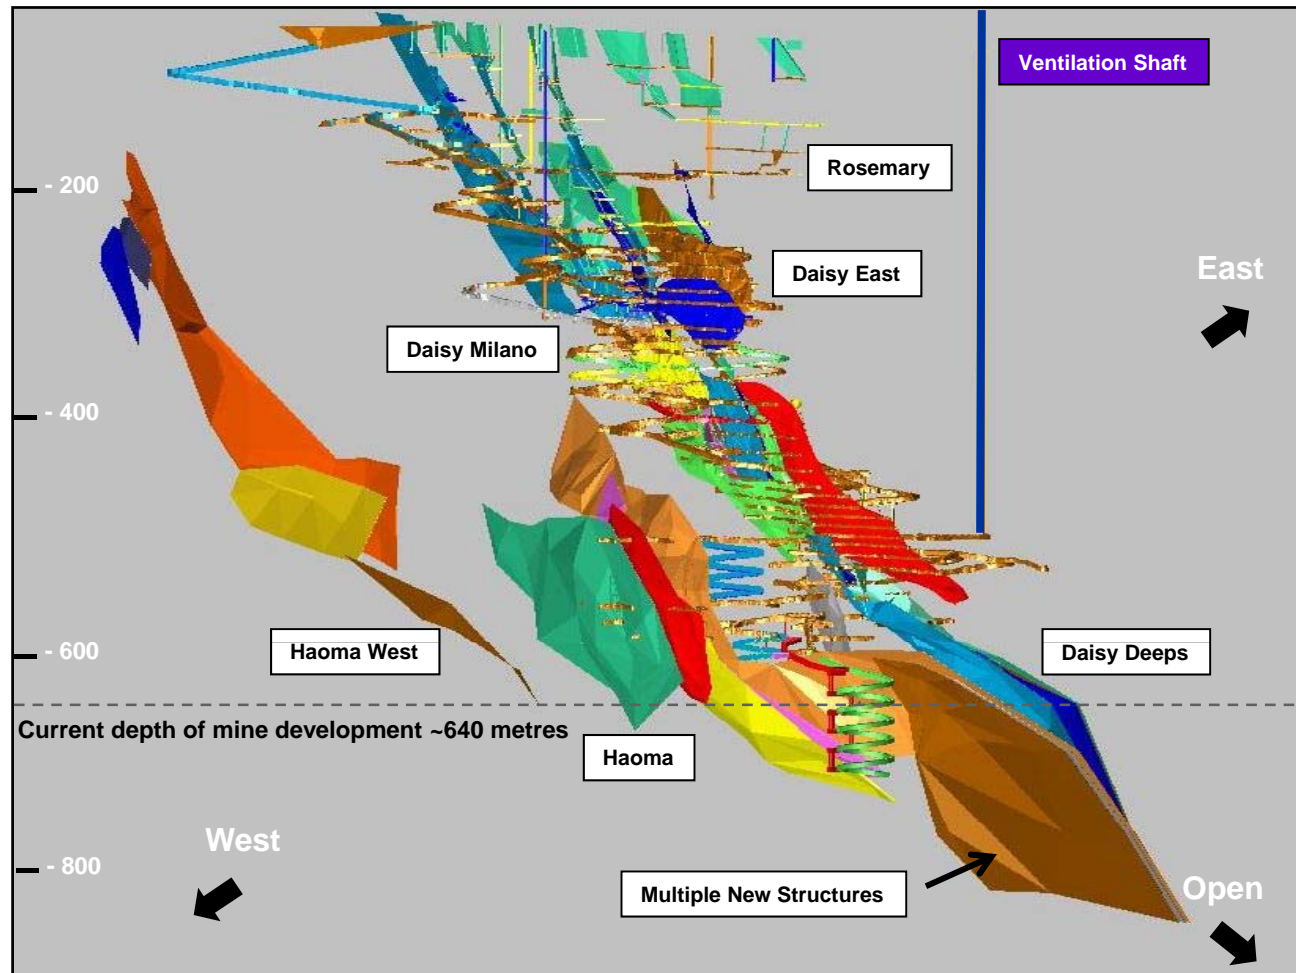 Ventilation Shaft
Rosemary
- 200
Daisy East
East
Daisy Milano
- 400
Haoma West
- 600
Daisy Deeps
Current depth of mine development ~640 metres
Haoma
West
- 800
Multiple New Structures
Open